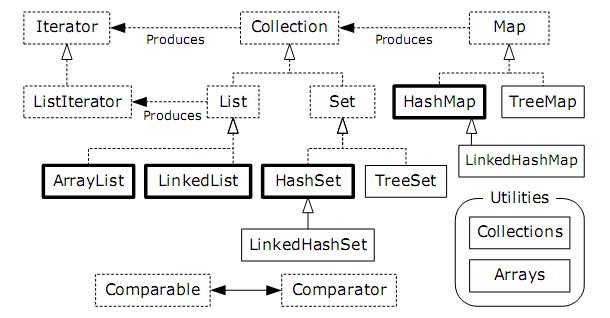 Iterator
Collection
Map
Produces
Produces
ListIterator
List
Set
HashMap
TreeMap
Produces
LinkedHashMap
ArrayList
LinkedList
HashSet
TreeSet
Utilities
Collections
LinkedHashSet
Arrays
Comparable
Comparator